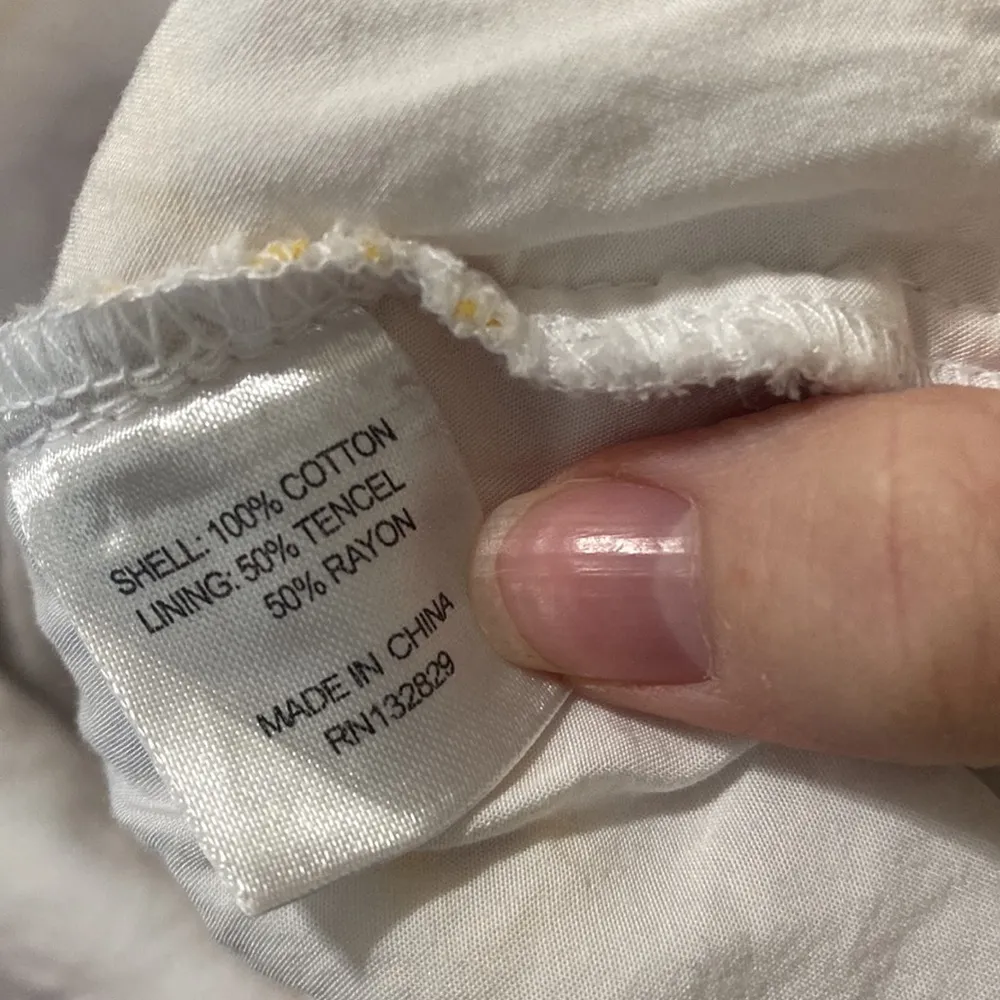 SHELL: 100% COTTON
LINING: 50% TENCEL
50% RAYON
MADE IN CHINA
RN132829